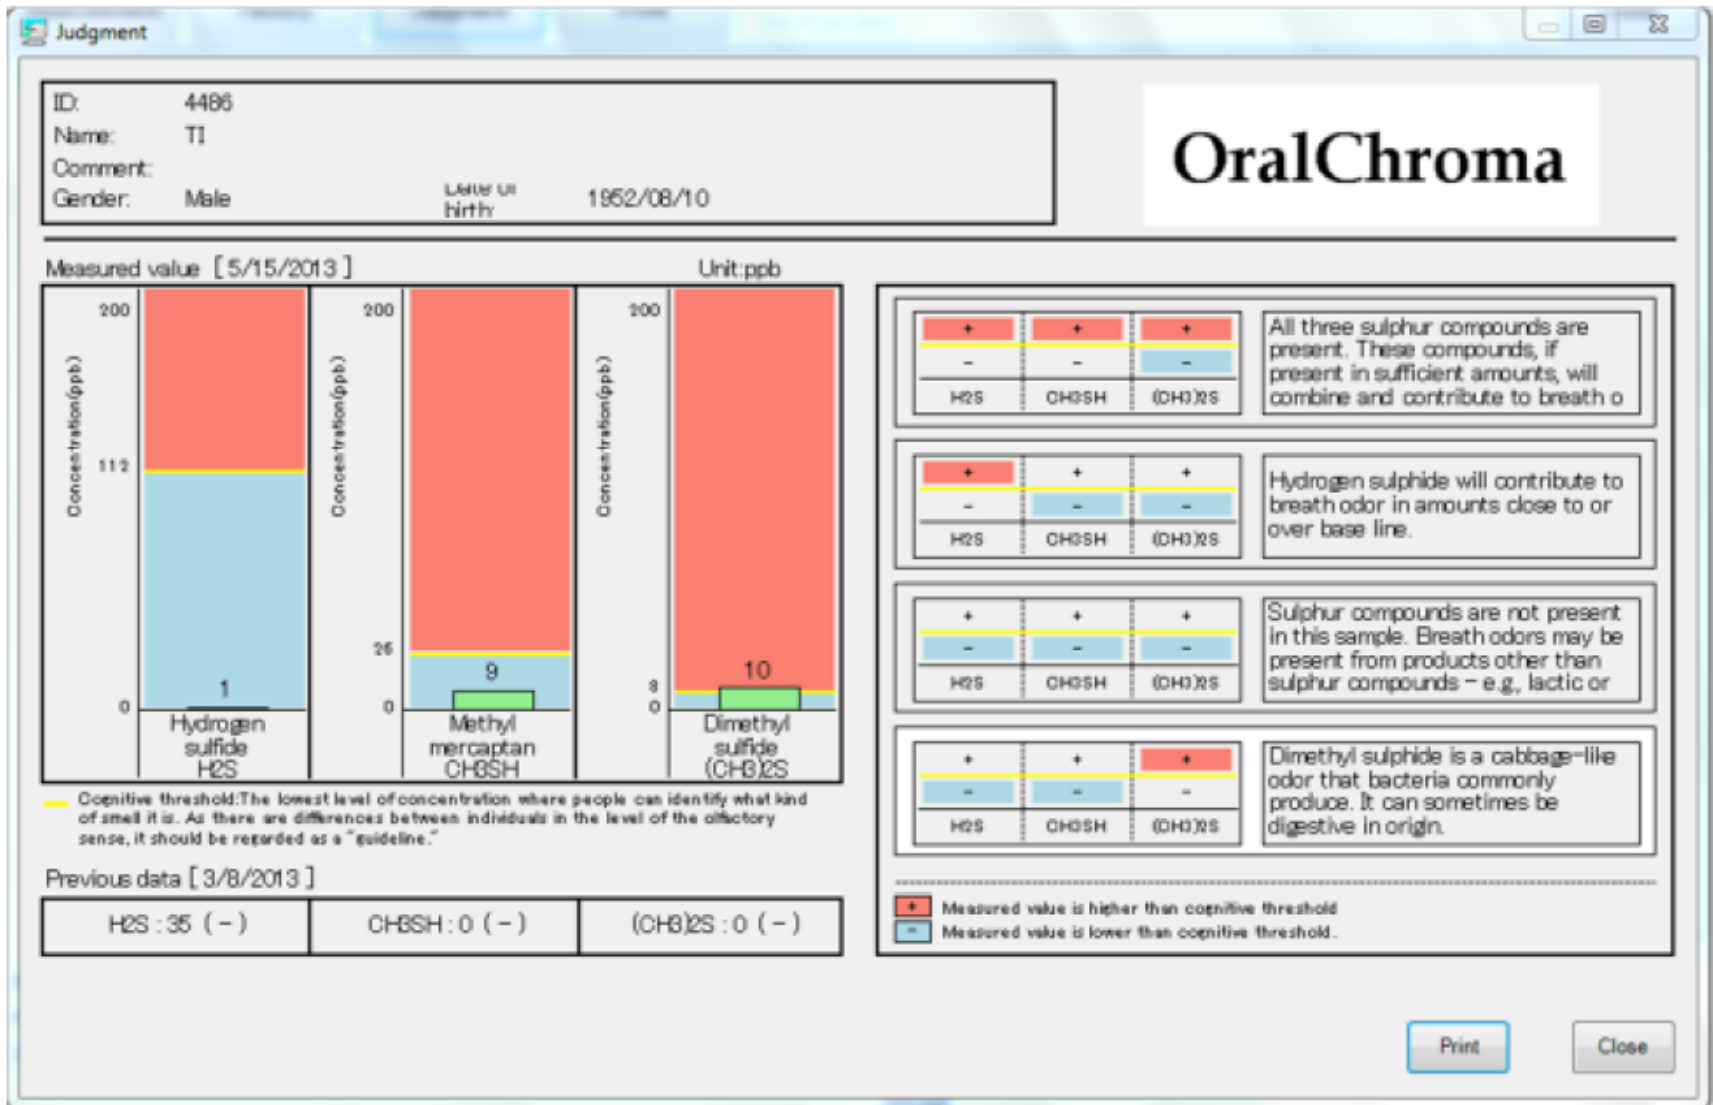 Judgment
ID: 4486
Name: TI
Comment:
Gender: Male birth: 1952/08/10
OralChroma
Measured value [ 5/15/2013 ] Unit:ppb
200
Concentration(ppb)
112
0
1
Hydrogen
sulfide
H2S
200
Concentration(ppb)
26
0
9
Methyl
mercaptan
CH3SH
200
Concentration(ppb)
8
0
10
Dimethyl
sulfide
(CH3)2S
Cognitive threshold:The lowest level of concentration where people can identify what kind
of smell it is. As there are differences between individuals in the level of the olfactory
sense, it should be regarded as a "guideline."
Previous data [ 3/8/2013 ]
H2S : 35 ( - ) CH3SH : 0 ( - ) (CH3)2S : 0 ( - )
+ + +
- - -
H2S CH3SH (CH3)2S
All three sulphur compounds are
present. These compounds, if
present in sufficient amounts, will
combine and contribute to breath o
+ + +
- - -
H2S CH3SH (CH3)2S
Hydrogen sulphide will contribute to
breath odor in amounts close to or
over base line.
+ + +
- - -
H2S CH3SH (CH3)2S
Sulphur compounds are not present
in this sample. Breath odors may be
present from products other than
sulphur compounds - e.g., lactic or
+ + +
- - -
H2S CH3SH (CH3)2S
Dimethyl sulphide is a cabbage-like
odor that bacteria commonly
produce. It can sometimes be
digestive in origin.
+ Measured value is higher than cognitive threshold
- Measured value is lower than cognitive threshold.
Print
Close